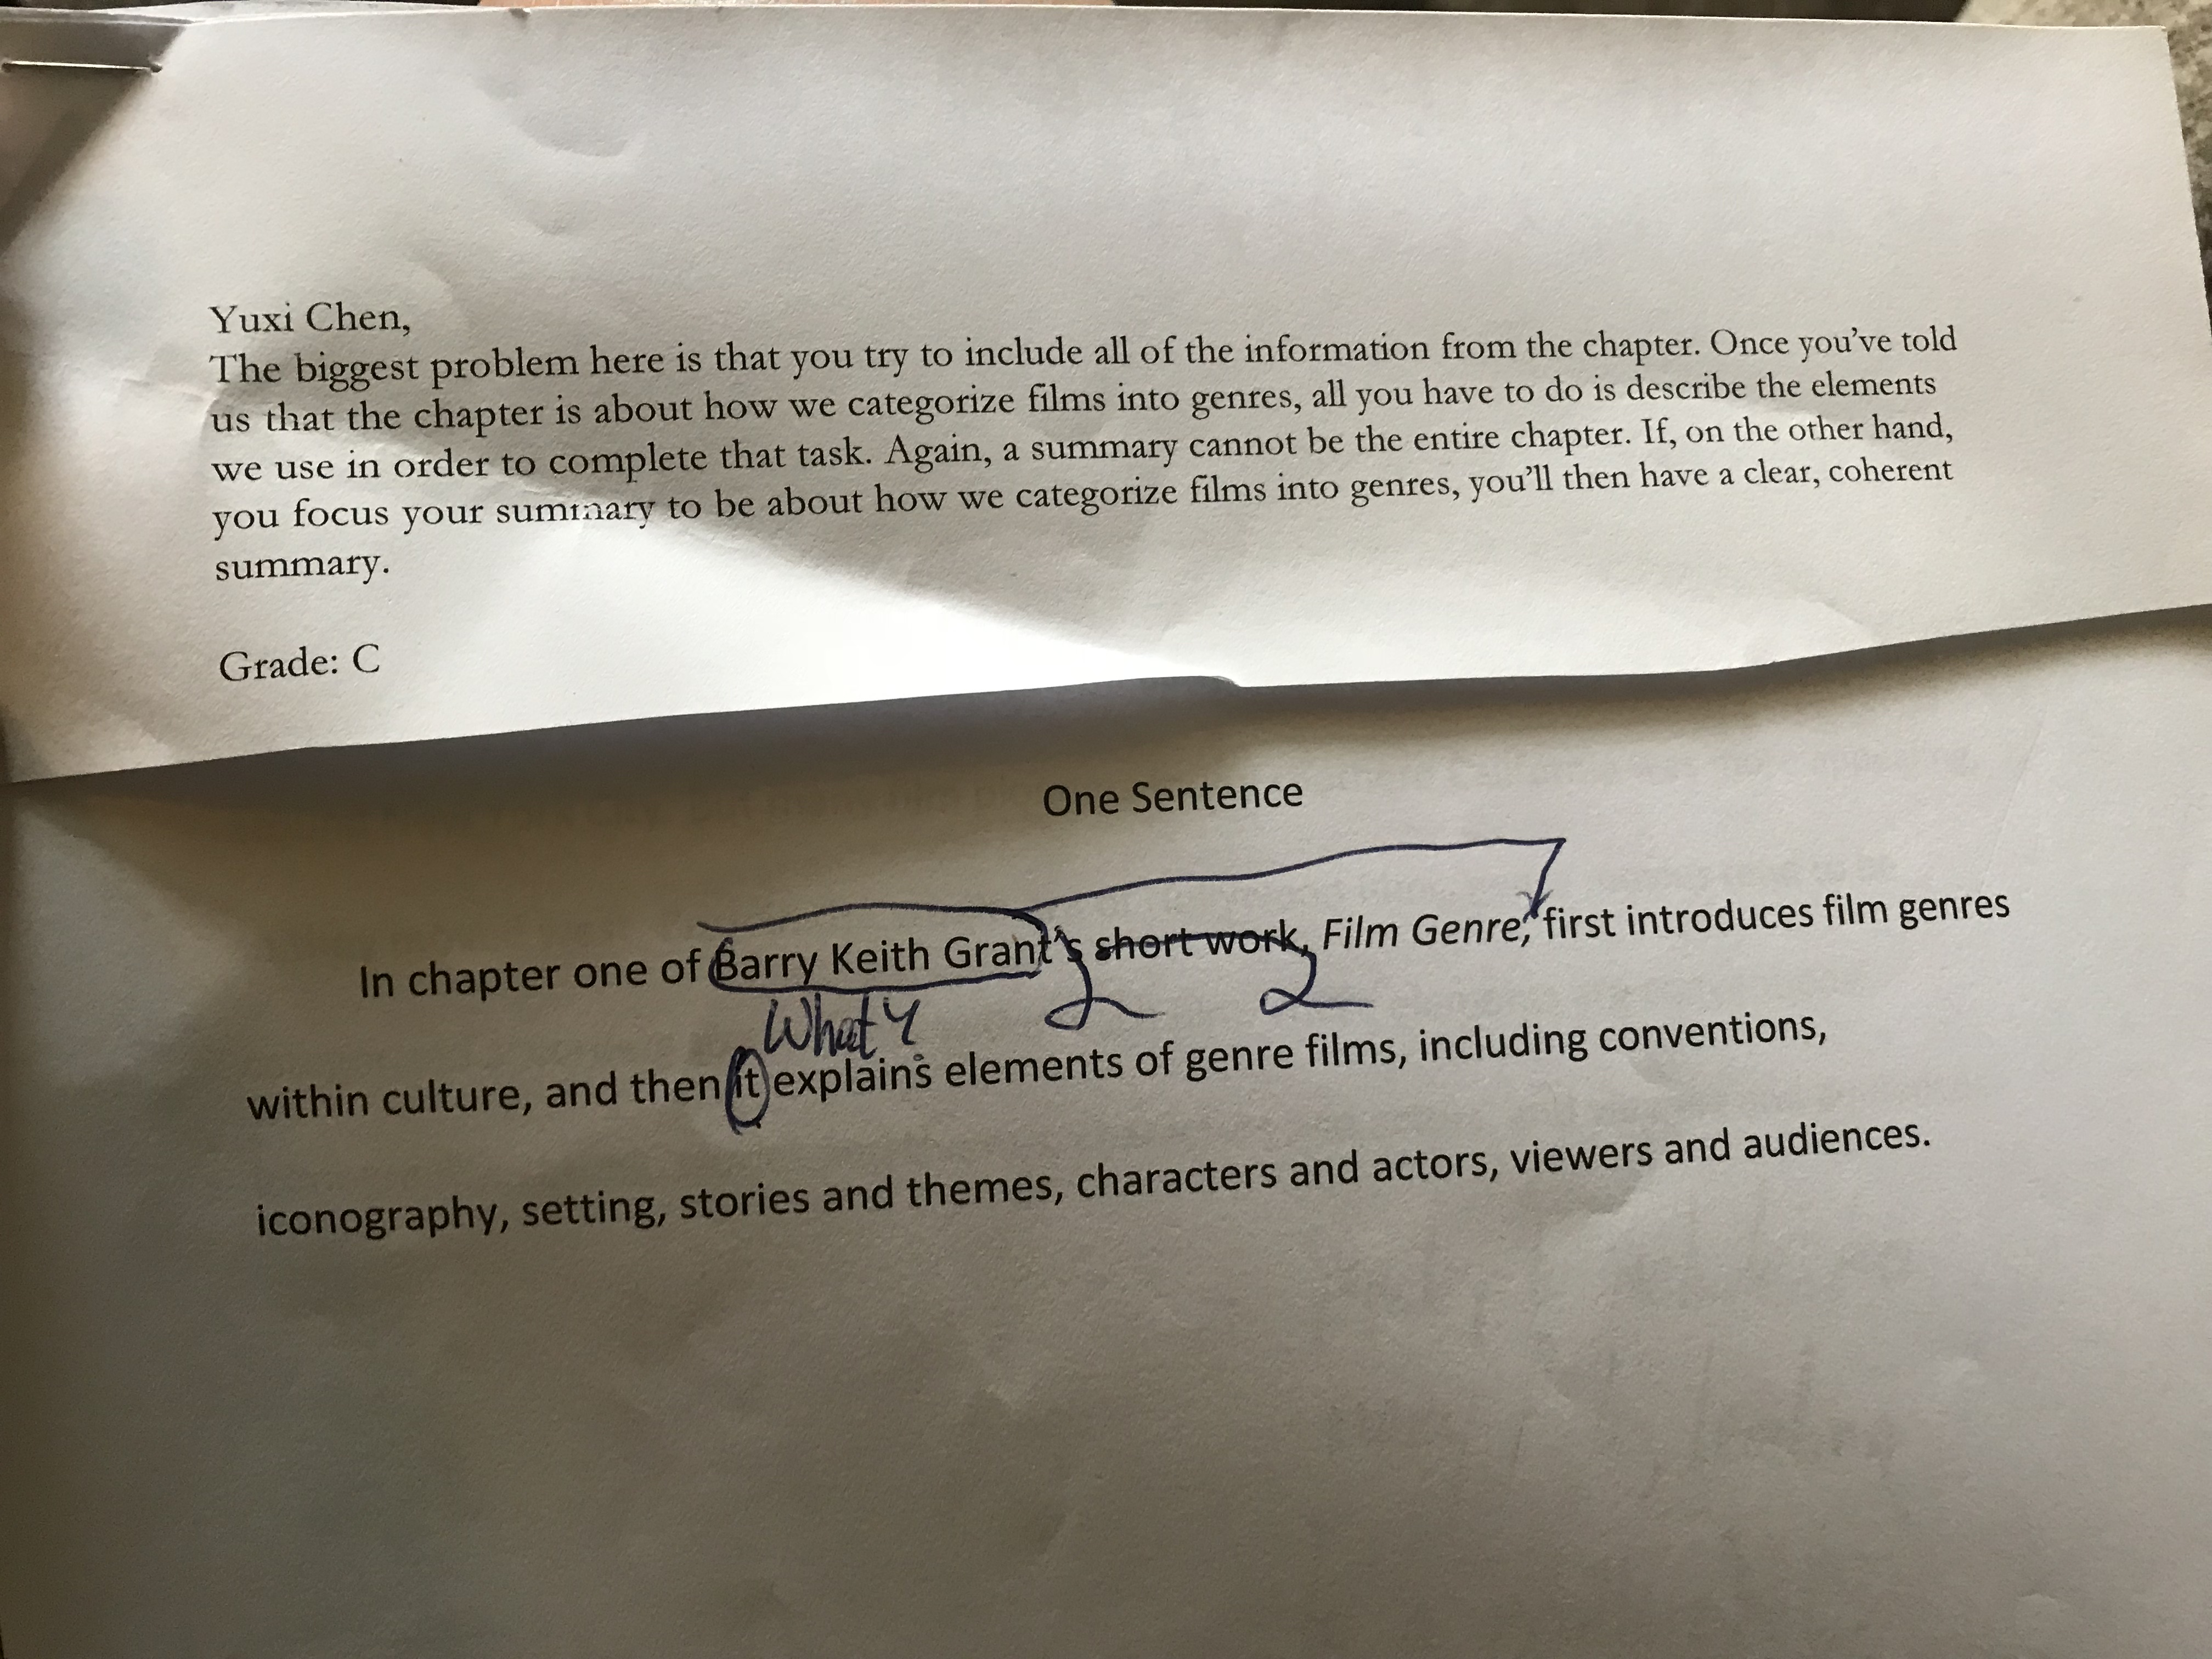 Yuxi Chen,
The biggest problem here is that you try to include all of the information from the chapter. Once you've told
us that the chapter is about how we categorize films into genres, all you have to do is describe the elements
we use in order to complete that task. Again, a summary cannot be the entire chapter. If, on the other hand,
you focus your summary to be about how we categorize films into genres, you'll then have a clear, coherent
summary.
Grade: C
One Sentence
In chapter one of Barry Keith Grant's short work, Film Genre, first introduces film genres
What
within culture, and then it explains elements of genre films, including conventions,
iconography, setting, stories and themes, characters and actors, viewers and audiences.